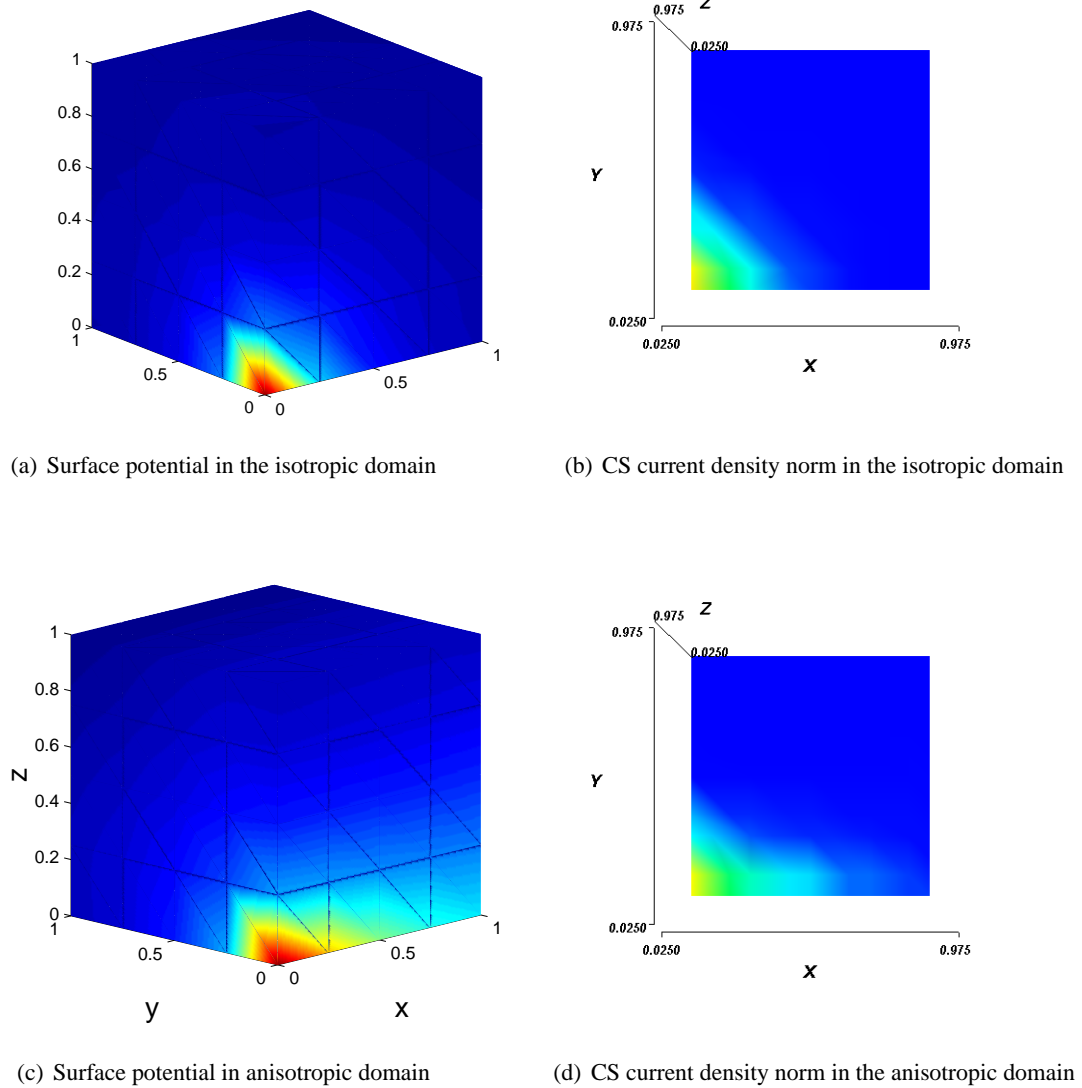 1
0.8
0.6
0.4
0.2
0
1
0.5
0
0
0.5
1
(a) Surface potential in the isotropic domain
Z
0.975
0.975
0.0250
Y
0.0250
0.0250
0.975
X
(b) CS current density norm in the isotropic domain
1
0.8
0.6
Z
0.4
0.2
0
1
0.5
0
0
0.5
1
y
x
(c) Surface potential in anisotropic domain
Z
0.975
0.975
0.0250
Y
0.0250
0.0250
0.975
X
(d) CS current density norm in the anisotropic domain